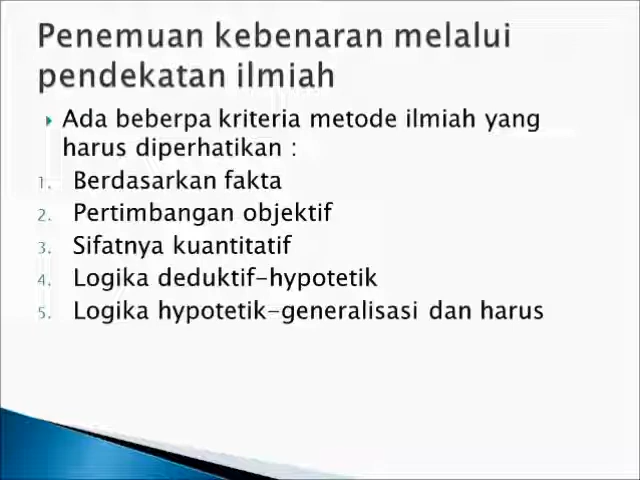 Penemuan kebenaran melalui
pendekatan ilmiah
Ada beberpa kriteria metode ilmiah yang
harus diperhatikan :
1. Berdasarkan fakta
2. Pertimbangan objektif
3. Sifatnya kuantitatif
4. Logika deduktif-hypotetik
5. Logika hypotetik-generalisasi dan harus